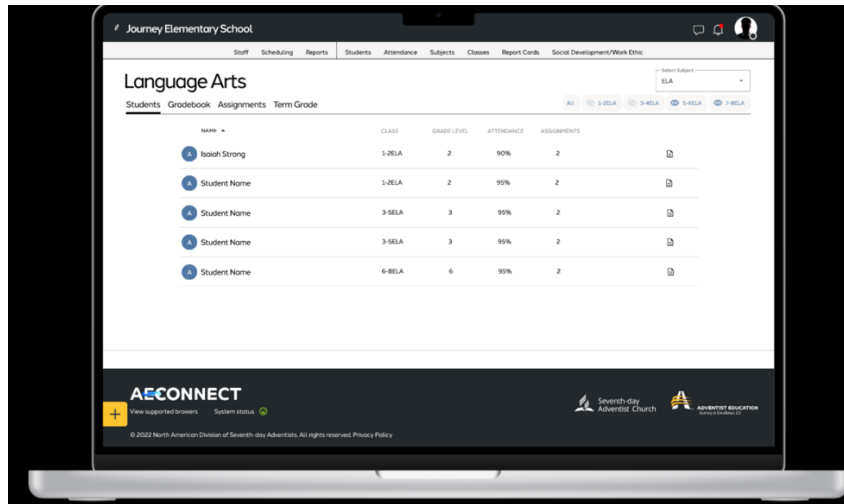 Journey Elementary School
Staff Scheduling Reports Students Attendance Subjects Classes Report Cards Social Development/Work Ethic
Language Arts
Select Subject
ELA
Students Gradebook Assignments Term Grade
All 1-2ELA 3-4ELA 5-6ELA 7-8ELA
NAME CLASS GRADE LEVEL ATTENDANCE ASSIGNMENTS
A Isaiah Strong 1-2ELA 2 90% 2
A Student Name 1-2ELA 2 95% 2
A Student Name 3-5ELA 3 95% 2
A Student Name 3-5ELA 3 95% 2
A Student Name 6-8ELA 6 95% 2
AECONNECT
View supported browers System status
Seventh-day
Adventist Church
ADVENTIST EDUCATION
© 2022 North American Division of Seventh-day Adventists. All rights reserved. Privacy Policy